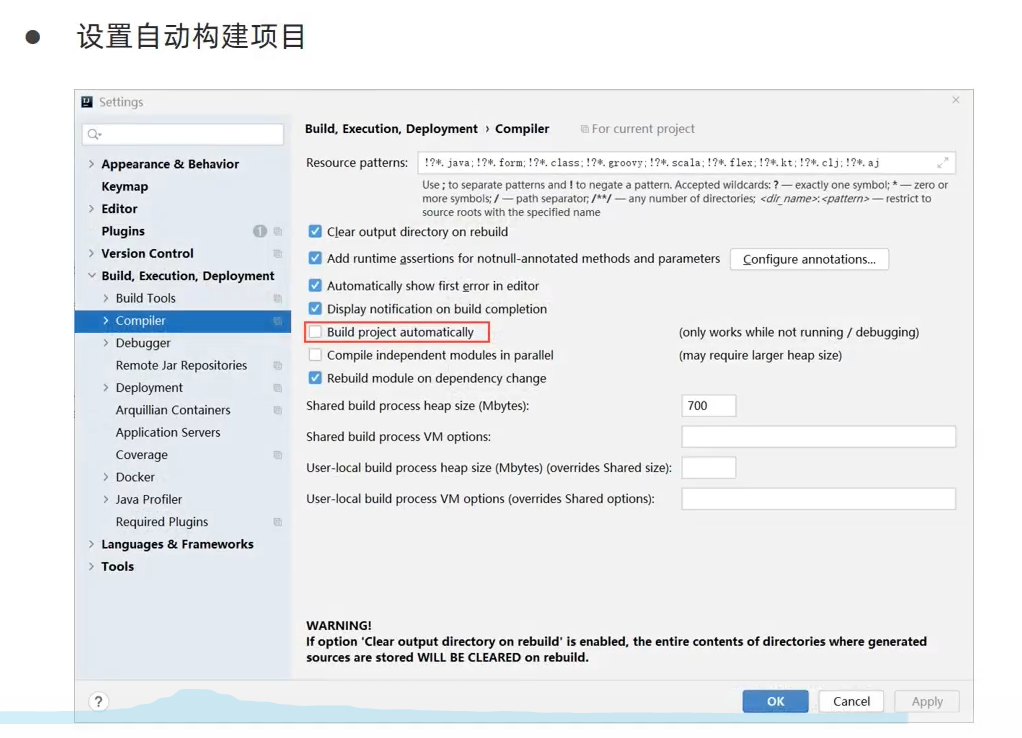 ● 设置自动构建项目
Settings
Build, Execution, Deployment › Compiler For current project
Appearance & Behavior
Keymap
Editor
Plugins 1
Version Control
Build, Execution, Deployment
Build Tools
Compiler
Debugger
Remote Jar Repositories
Deployment
Arquillian Containers
Application Servers
Coverage
Docker
Java Profiler
Required Plugins
Languages & Frameworks
Tools
Resource patterns: !?*.java;!?*.form;!?*.class;!?*.groovy;!?*.scala;!?*.flex;!?*.kt;!?*.clj;!?*.aj
Use ; to separate patterns and ! to negate a pattern. Accepted wildcards: ? — exactly one symbol; * — zero or
more symbols; / — path separator; /**/ — any number of directories; <dir_name>:<pattern> — restrict to
source roots with the specified name
Clear output directory on rebuild
Add runtime assertions for notnull-annotated methods and parameters Configure annotations...
Automatically show first error in editor
Display notification on build completion
Build project automatically (only works while not running / debugging)
Compile independent modules in parallel (may require larger heap size)
Rebuild module on dependency change
Shared build process heap size (Mbytes): 700
Shared build process VM options:
User-local build process heap size (Mbytes) (overrides Shared size):
User-local build process VM options (overrides Shared options):
WARNING!
If option 'Clear output directory on rebuild' is enabled, the entire contents of directories where generated
sources are stored WILL BE CLEARED on rebuild.
? OK Cancel Apply